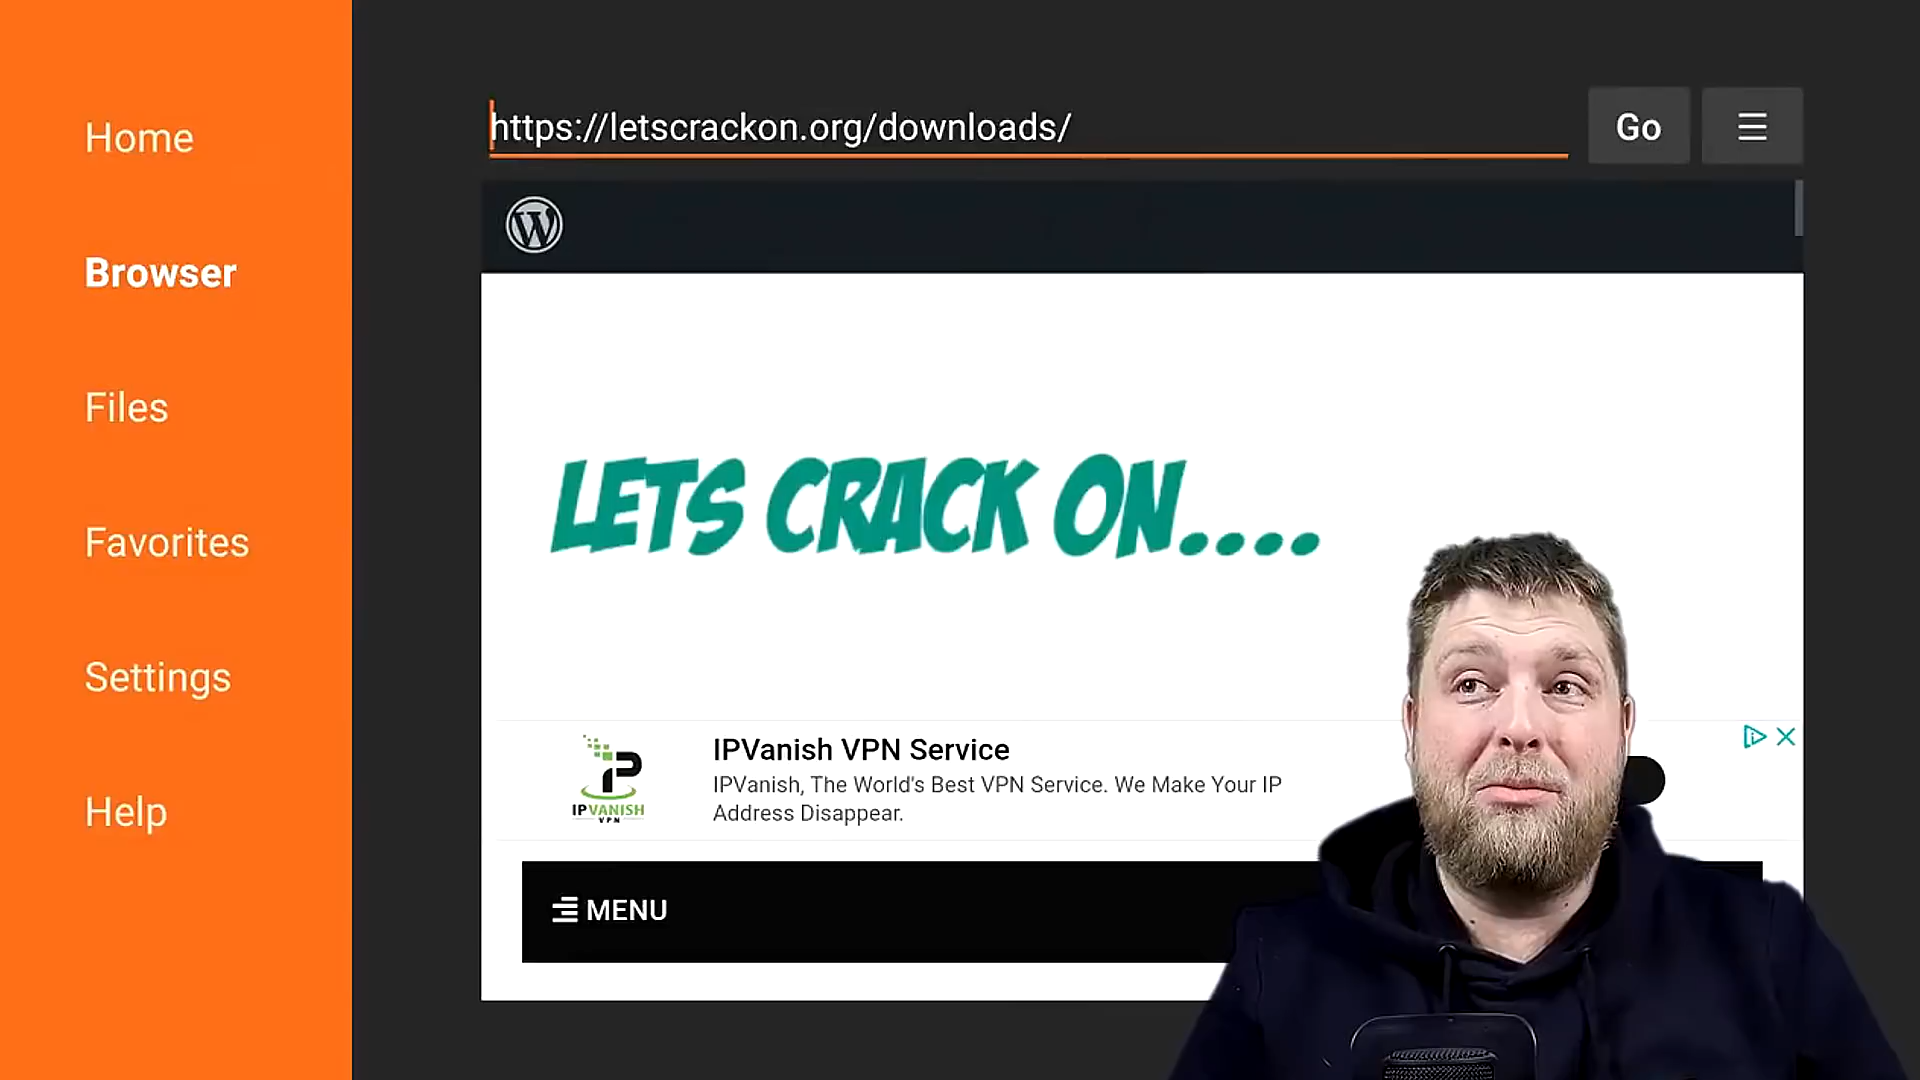 Home
Browser
Files
Favorites
Settings
Help
https://letscrackon.org/downloads/
Go
W
LETS CRACK ON....
IPVANISH
VPN
IPVanish VPN Service
IPVanish, The World's Best VPN Service. We Make Your IP
Address Disappear.
MENU